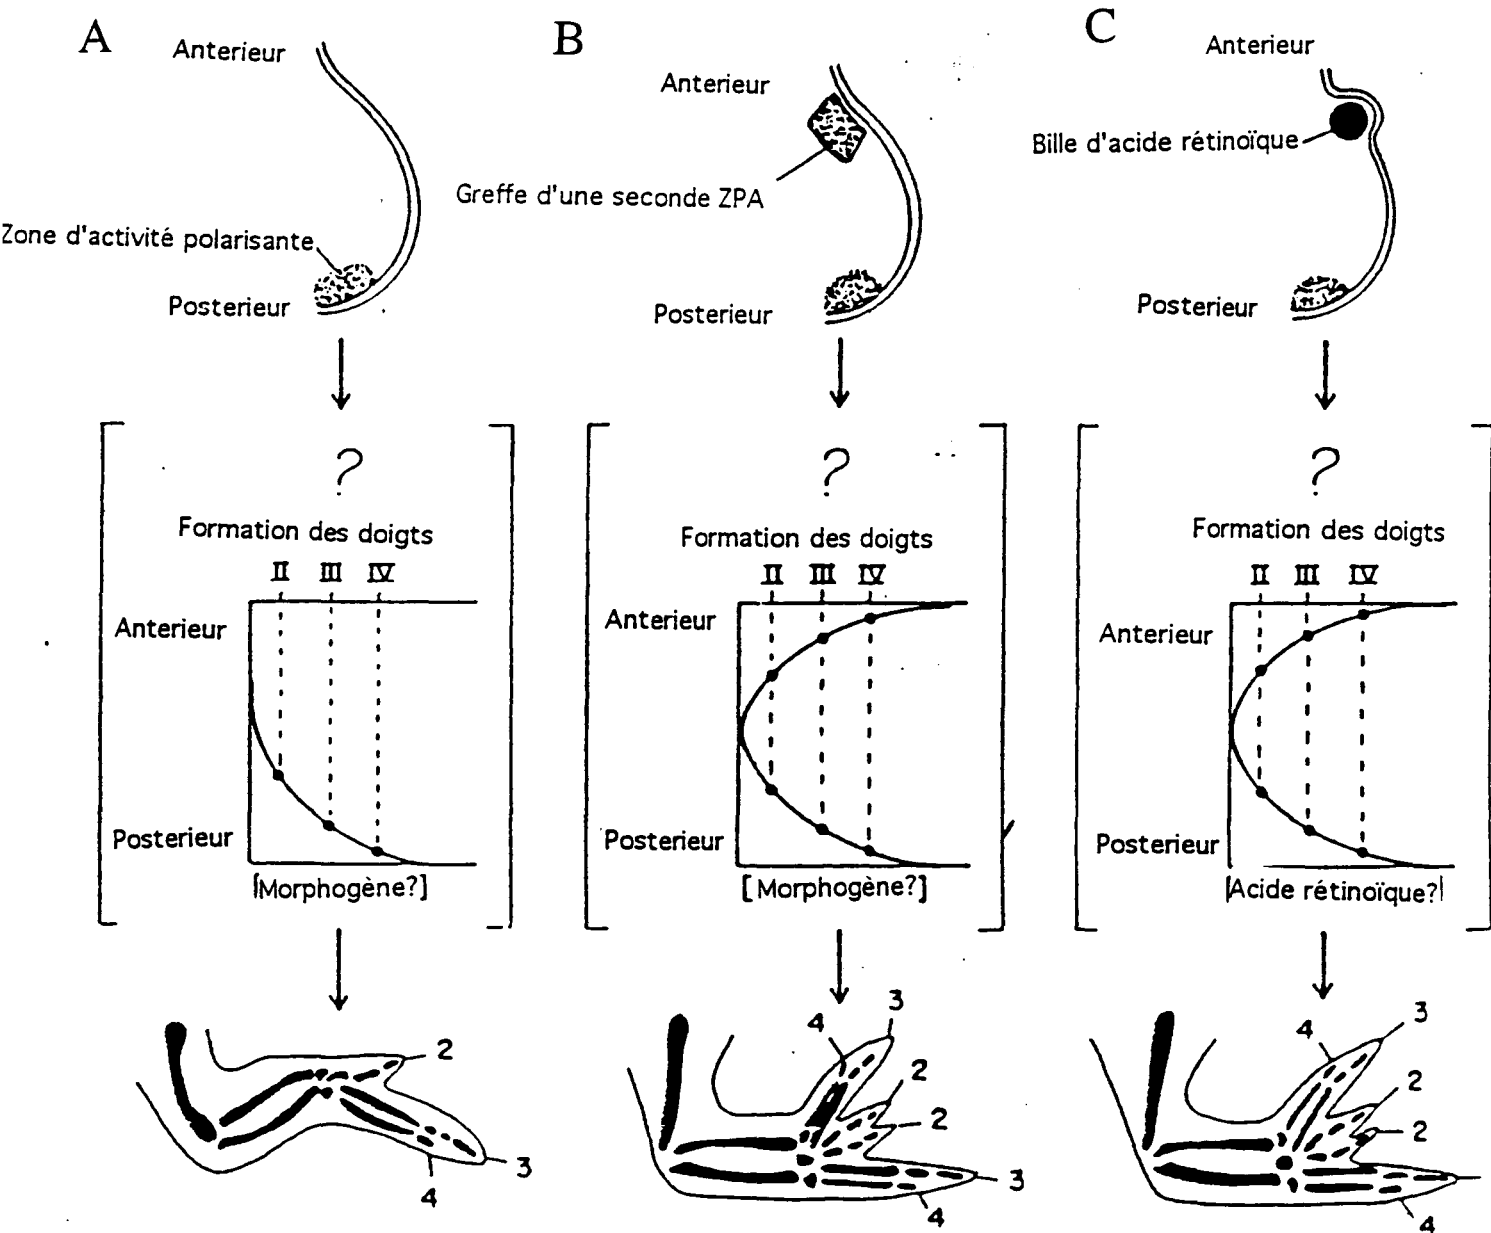 A
Anterieur
Zone d'activité polarisante
Posterieur
?
Formation des doigts
II III IV
Anterieur
Posterieur
[Morphogène?]
2
3
4
B
Anterieur
Greffe d'une seconde ZPA
Posterieur
?
Formation des doigts
II III IV
Anterieur
Posterieur
[Morphogène?]
3
4
2
2
3
4
C
Anterieur
Bille d'acide rétinoïque
Posterieur
?
Formation des doigts
II III IV
Anterieur
Posterieur
[Acide rétinoïque?]
3
4
2
2
4